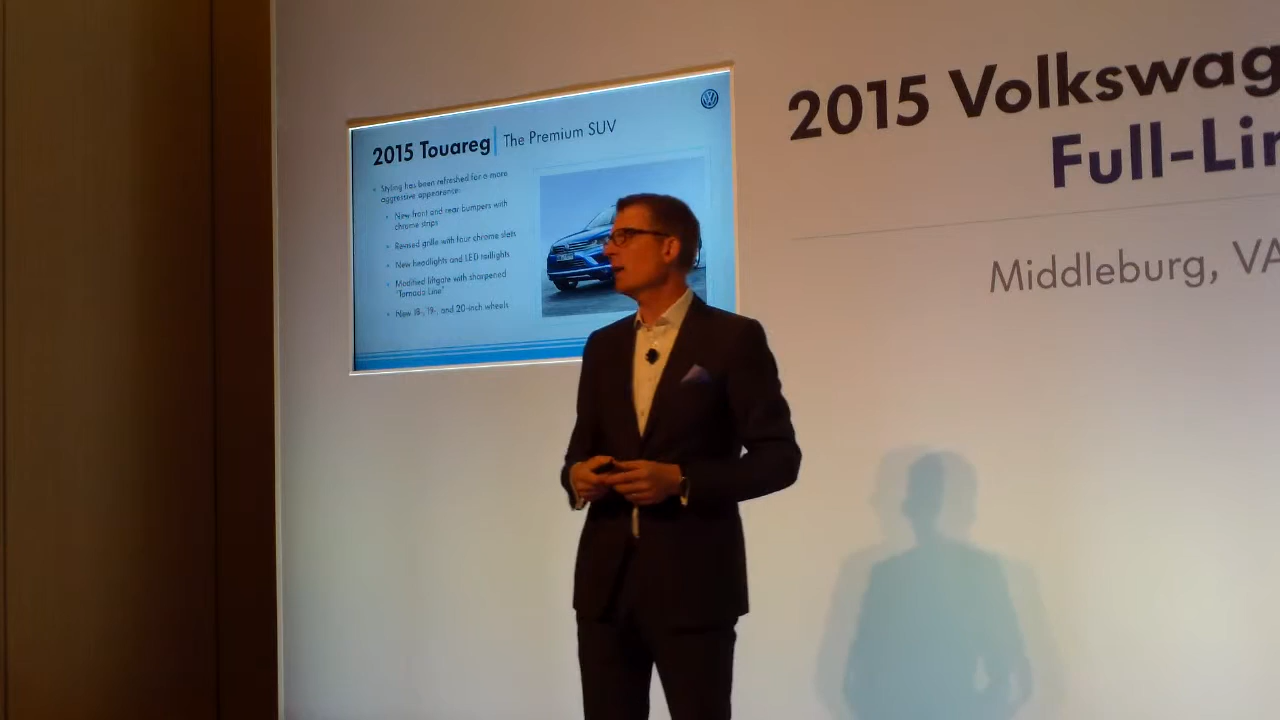 2015 Touareg | The Premium SUV
Styling has been refreshed for a more
aggressive appearance:
New front and rear bumpers with
chrome strips
Revised grille with four chrome slats
New headlights and LED taillights
Modified liftgate with sharpened
"Tornado Line"
New 18-, 19-, and 20-inch wheels
2015 Volkswag
Full-Lin
Middleburg, VA